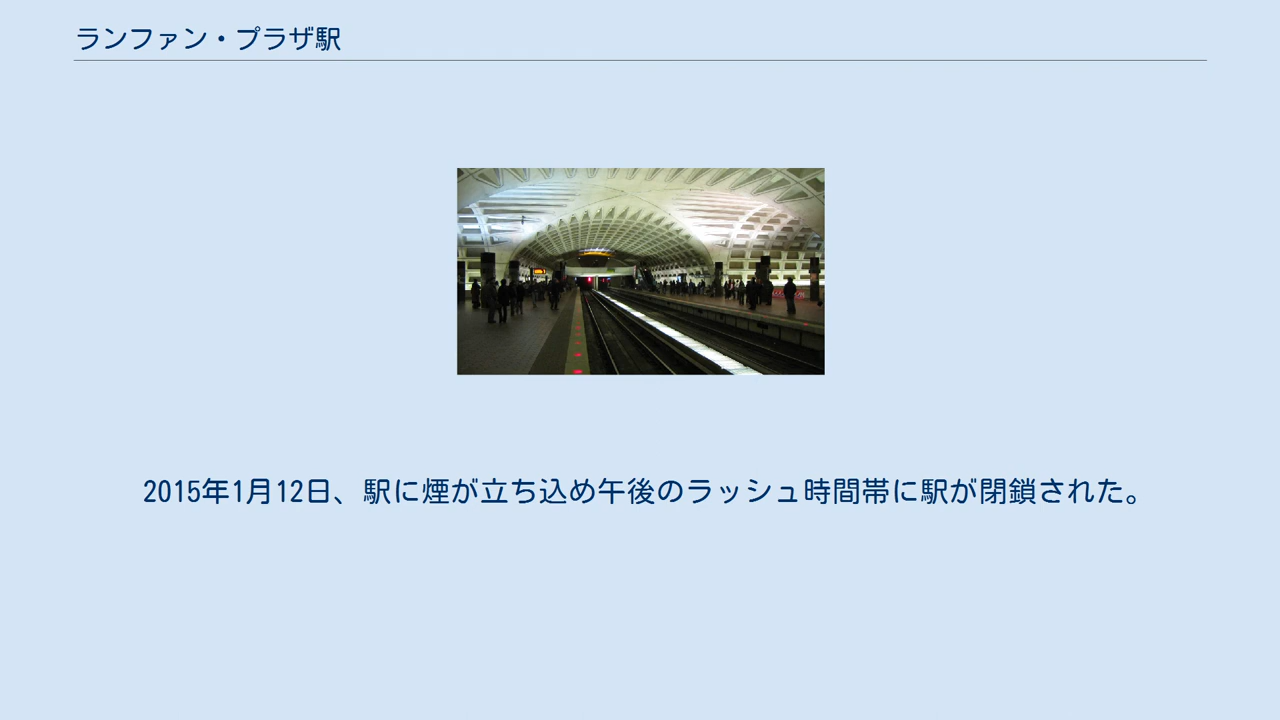 ランファン・プラザ駅
2015年1月12日、駅に煙が立ち込め午後のラッシュ時間帯に駅が閉鎖された。